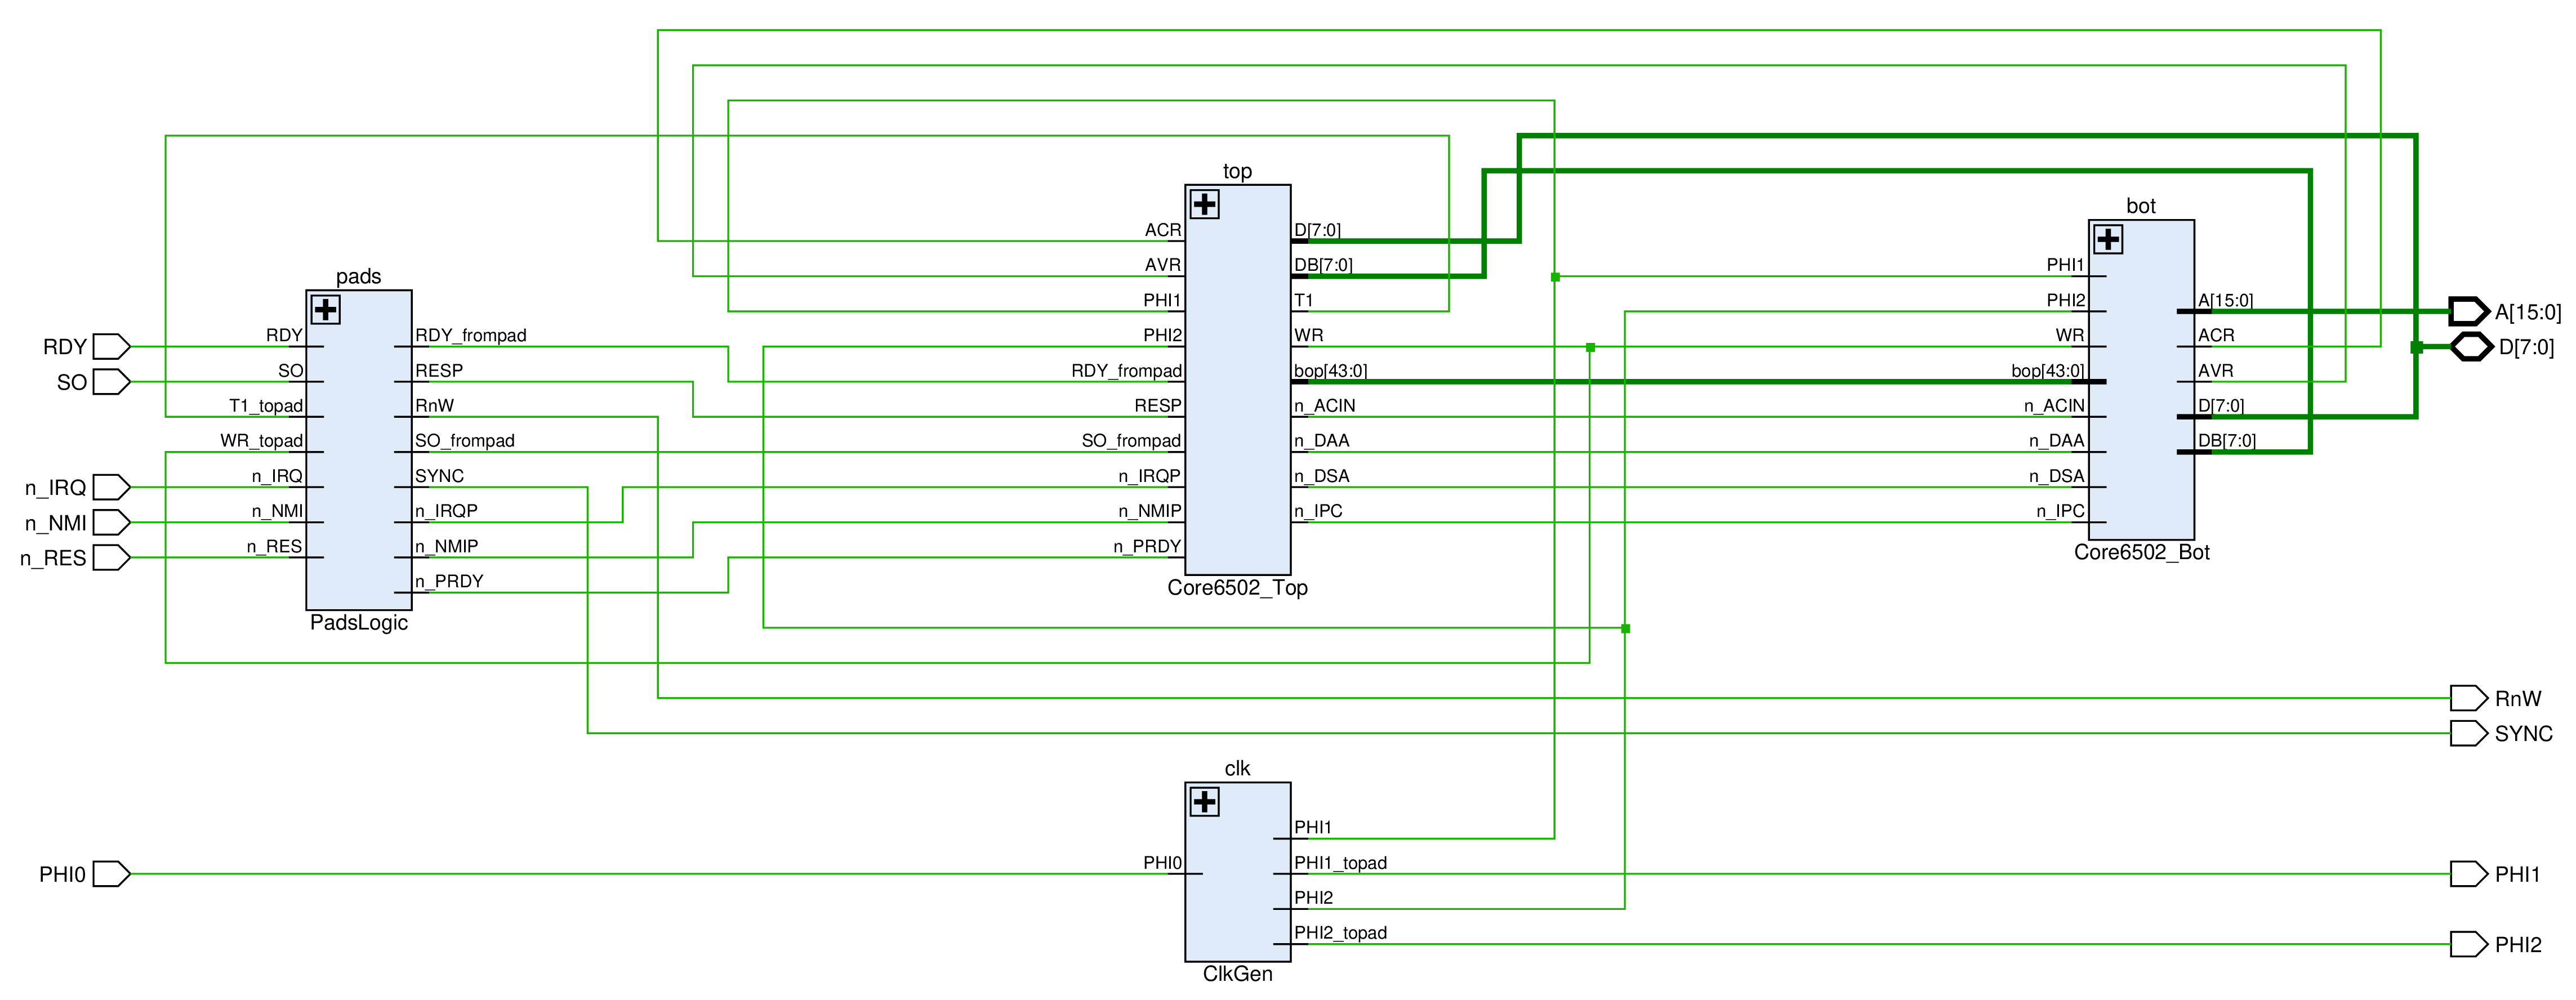 RDY
SO
n_IRQ
n_NMI
n_RES
PHI0
pads
RDY
SO
T1_topad
WR_topad
n_IRQ
n_NMI
n_RES
RDY_frompad
RESP
RnW
SO_frompad
SYNC
n_IRQP
n_NMIP
n_PRDY
PadsLogic
top
ACR
AVR
PHI1
PHI2
RDY_frompad
RESP
SO_frompad
n_IRQP
n_NMIP
n_PRDY
D[7:0]
DB[7:0]
T1
WR
bop[43:0]
n_ACIN
n_DAA
n_DSA
n_IPC
Core6502_Top
clk
PHI0
PHI1
PHI1_topad
PHI2
PHI2_topad
ClkGen
bot
PHI1
PHI2
WR
bop[43:0]
n_ACIN
n_DAA
n_DSA
n_IPC
A[15:0]
ACR
AVR
D[7:0]
DB[7:0]
Core6502_Bot
A[15:0]
D[7:0]
RnW
SYNC
PHI1
PHI2